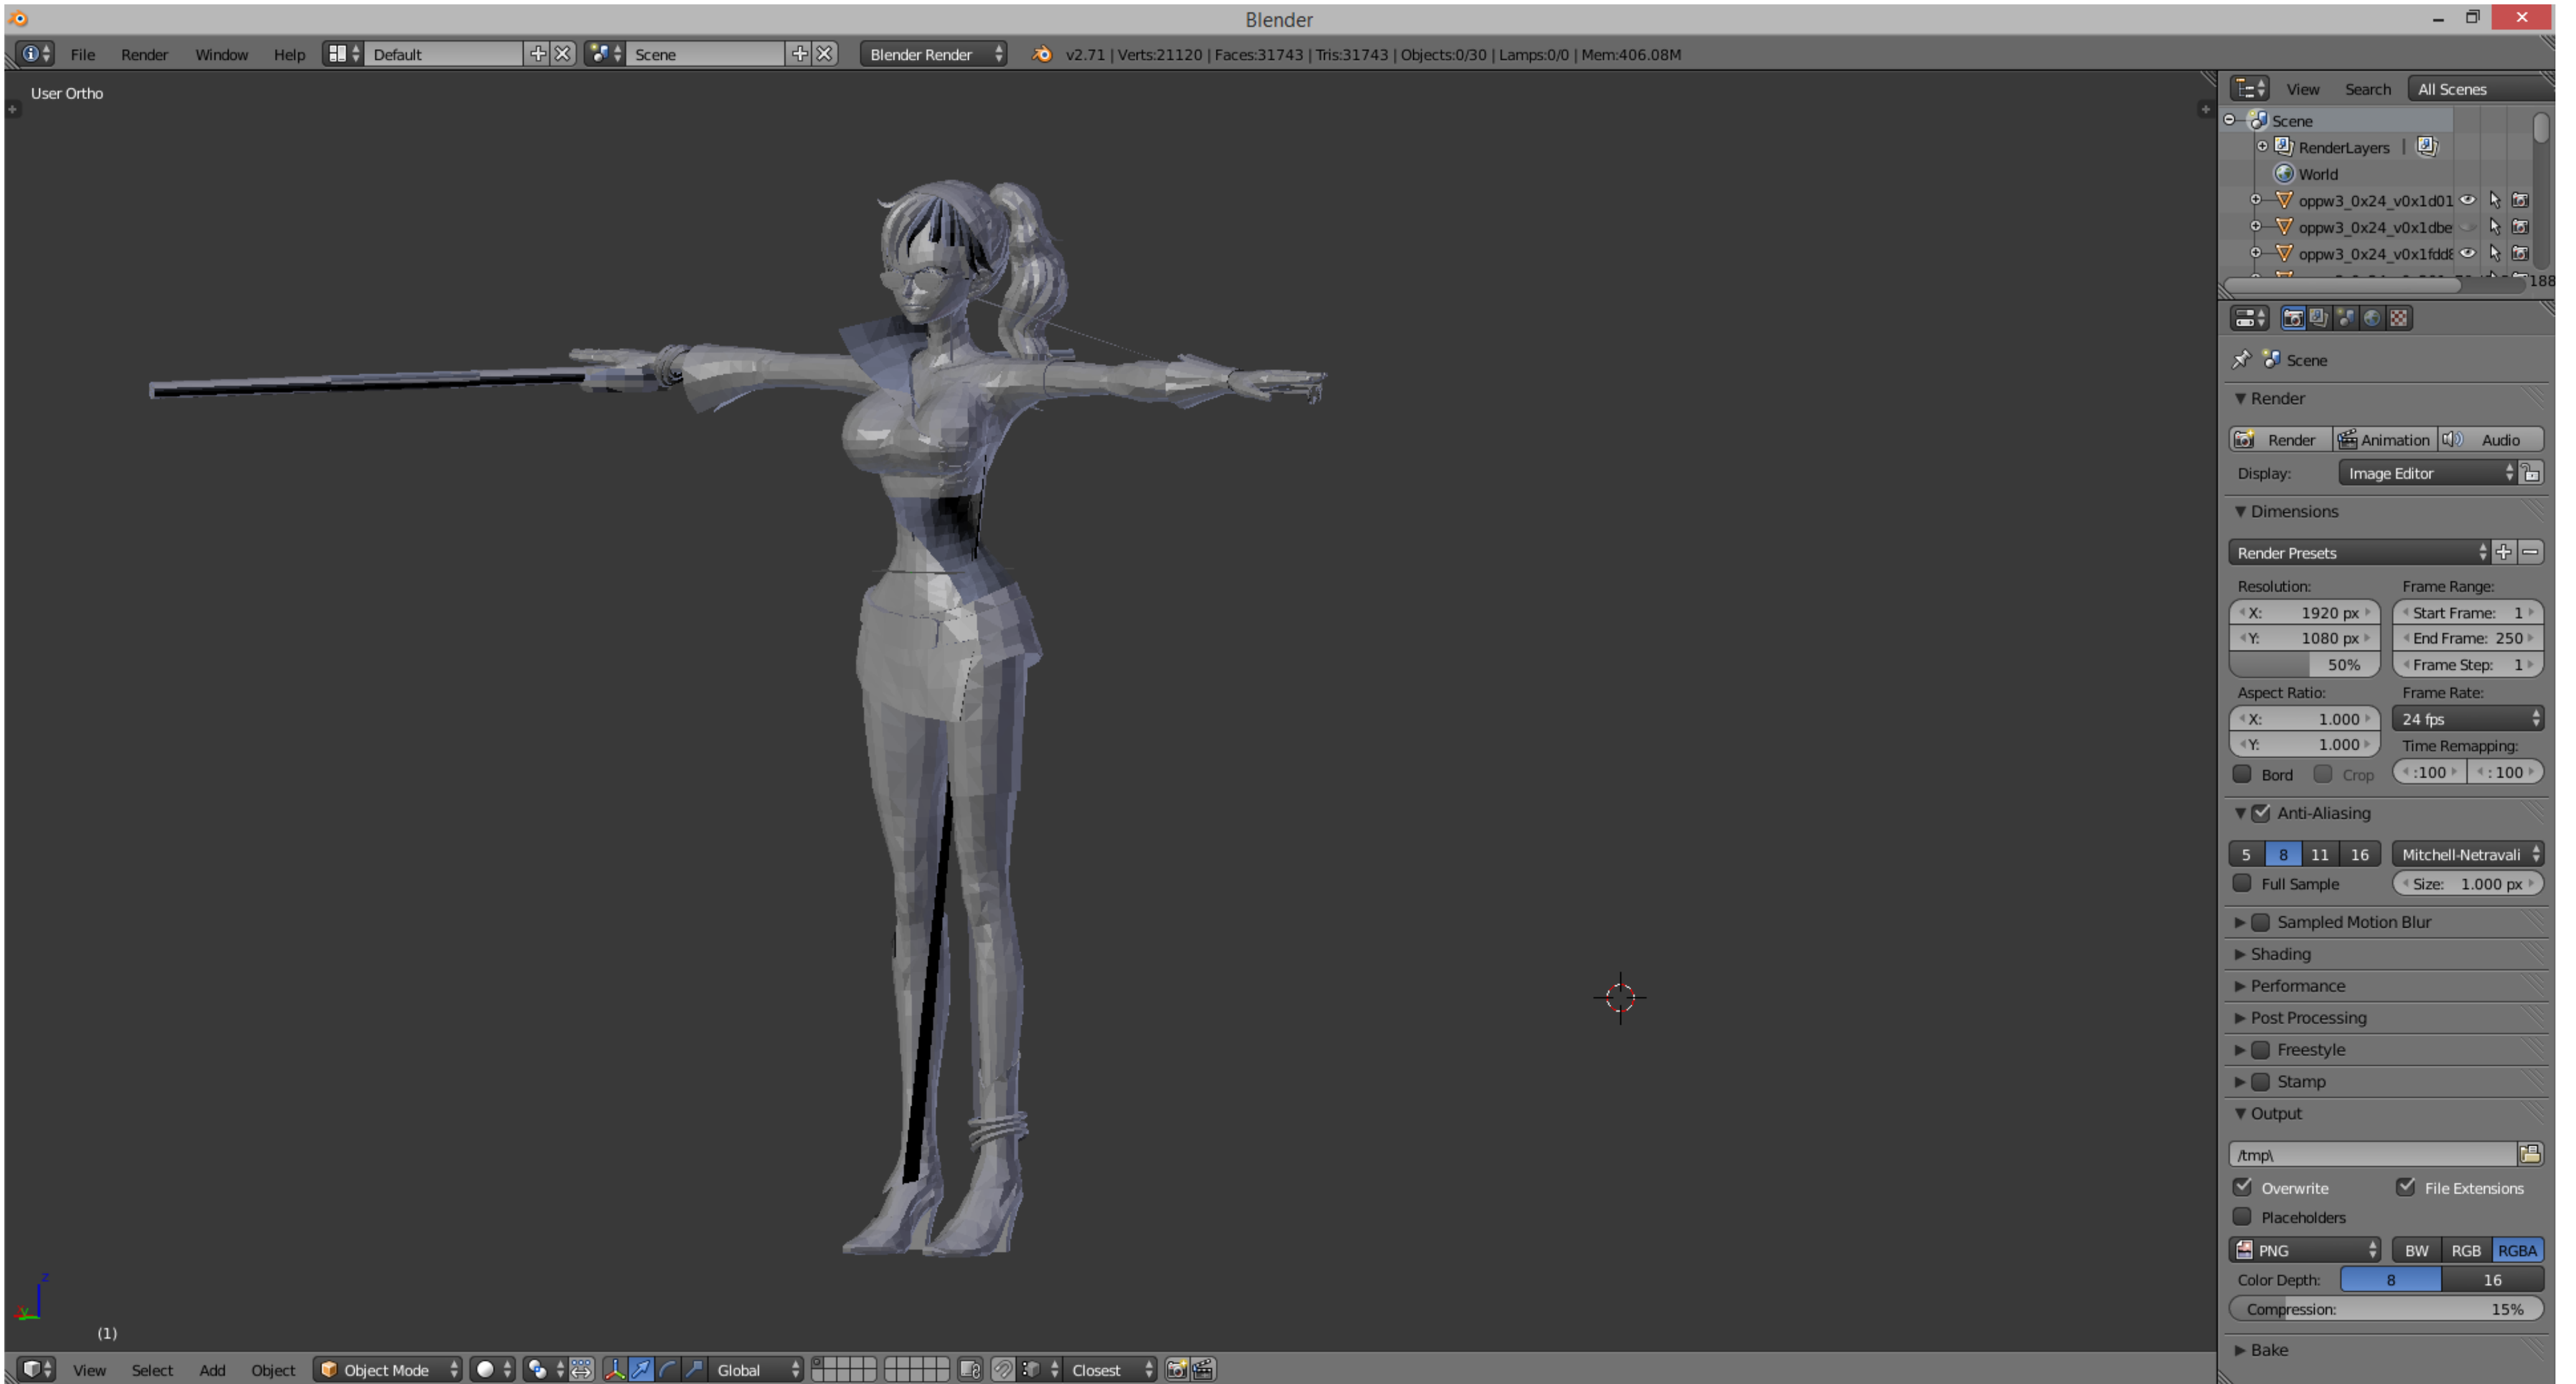 Blender
File Render Window Help Default Scene Blender Render v2.71 | Verts:21120 | Faces:31743 | Tris:31743 | Objects:0/30 | Lamps:0/0 | Mem:406.08M
User Ortho
View Search All Scenes
Scene
RenderLayers |
World
oppw3_0x24_v0x1d01
oppw3_0x24_v0x1dbe
oppw3_0x24_v0x1fdd8
188
Scene
Render
Render Animation Audio
Display: Image Editor
Dimensions
Render Presets
Resolution: Frame Range:
X: 1920 px Start Frame: 1
Y: 1080 px End Frame: 250
50% Frame Step: 1
Aspect Ratio: Frame Rate:
X: 1.000 24 fps
Y: 1.000 Time Remapping:
Bord Crop :100 : 100
Anti-Aliasing
5 8 11 16 Mitchell-Netravali
Full Sample Size: 1.000 px
Sampled Motion Blur
Shading
Performance
Post Processing
Freestyle
Stamp
Output
/tmp\
Overwrite File Extensions
Placeholders
PNG BW RGB RGBA
Color Depth: 8 16
Compression: 15%
Bake
z
y
(1)
View Select Add Object Object Mode Global Closest